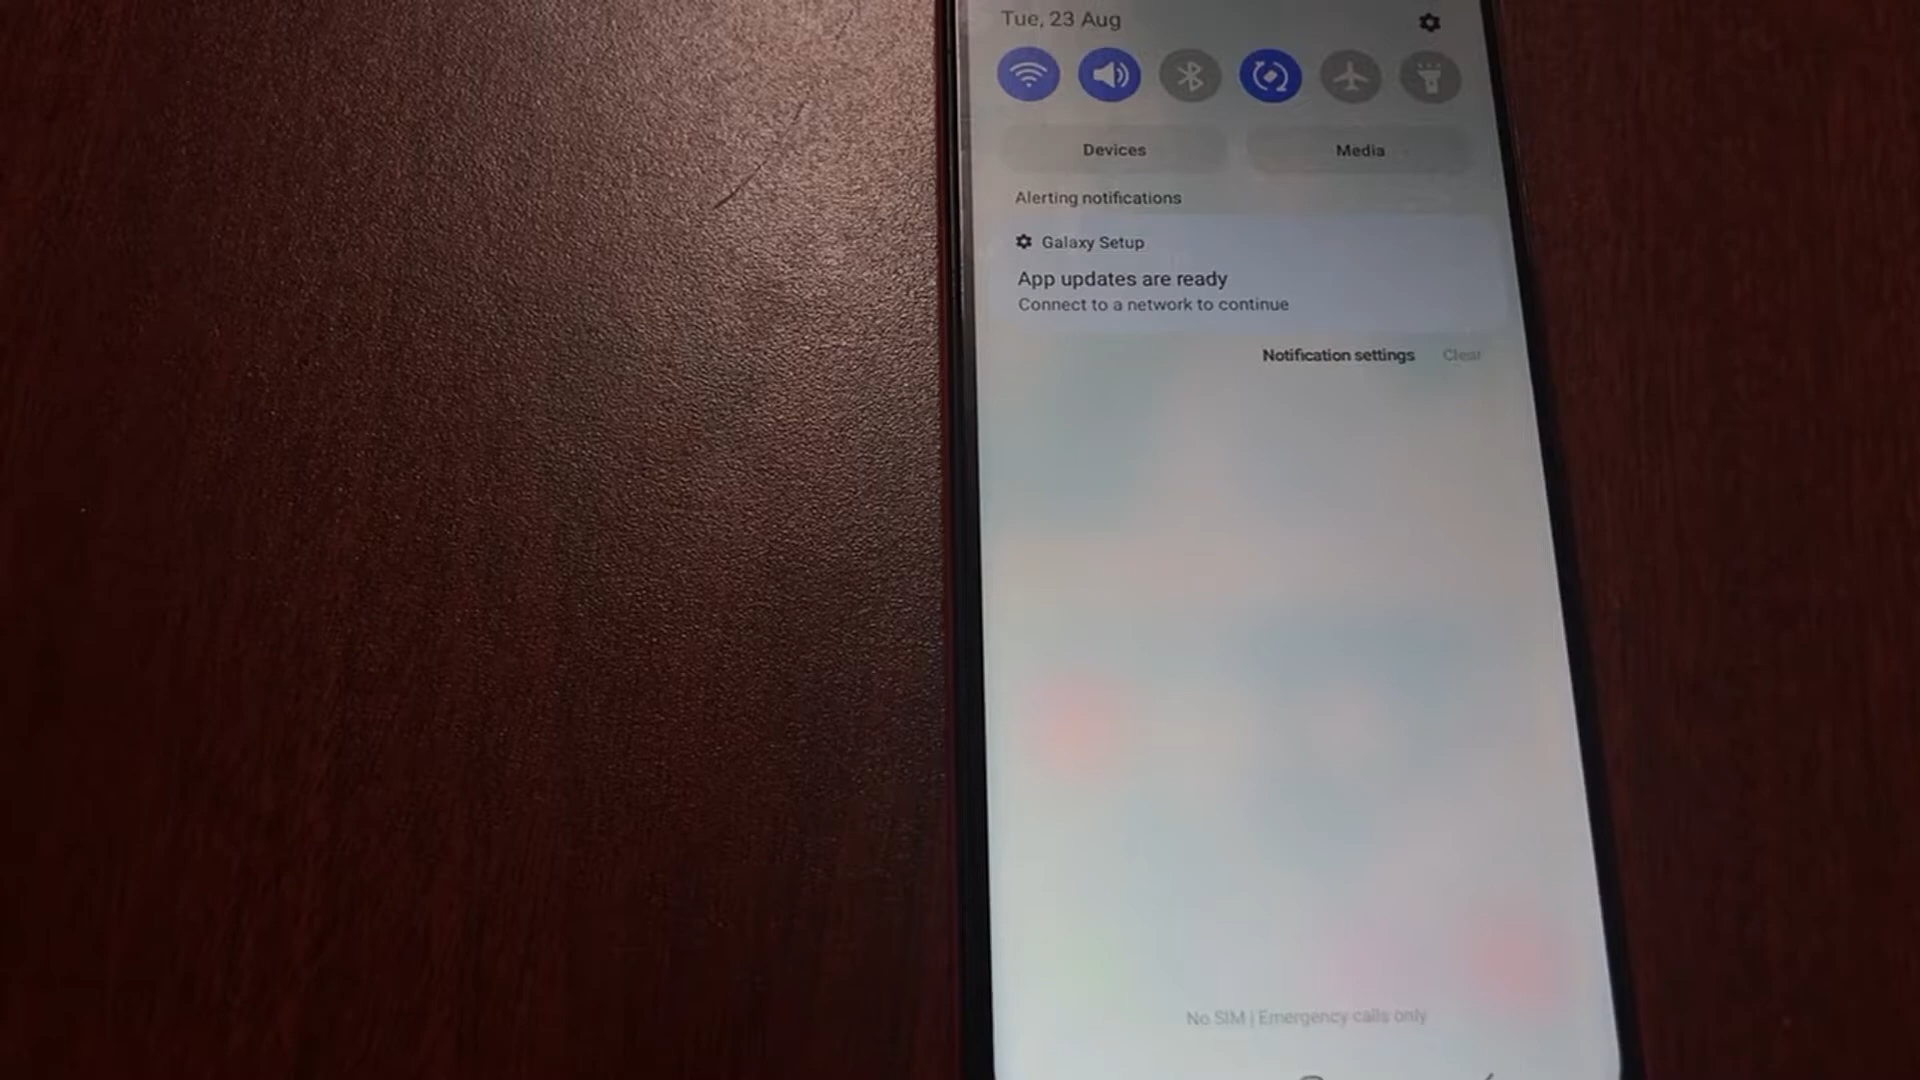 Tue, 23 Aug
Devices
Media
Alerting notifications
Galaxy Setup
App updates are ready
Connect to a network to continue
Notification settings
Clear
No SIM | Emergency calls only